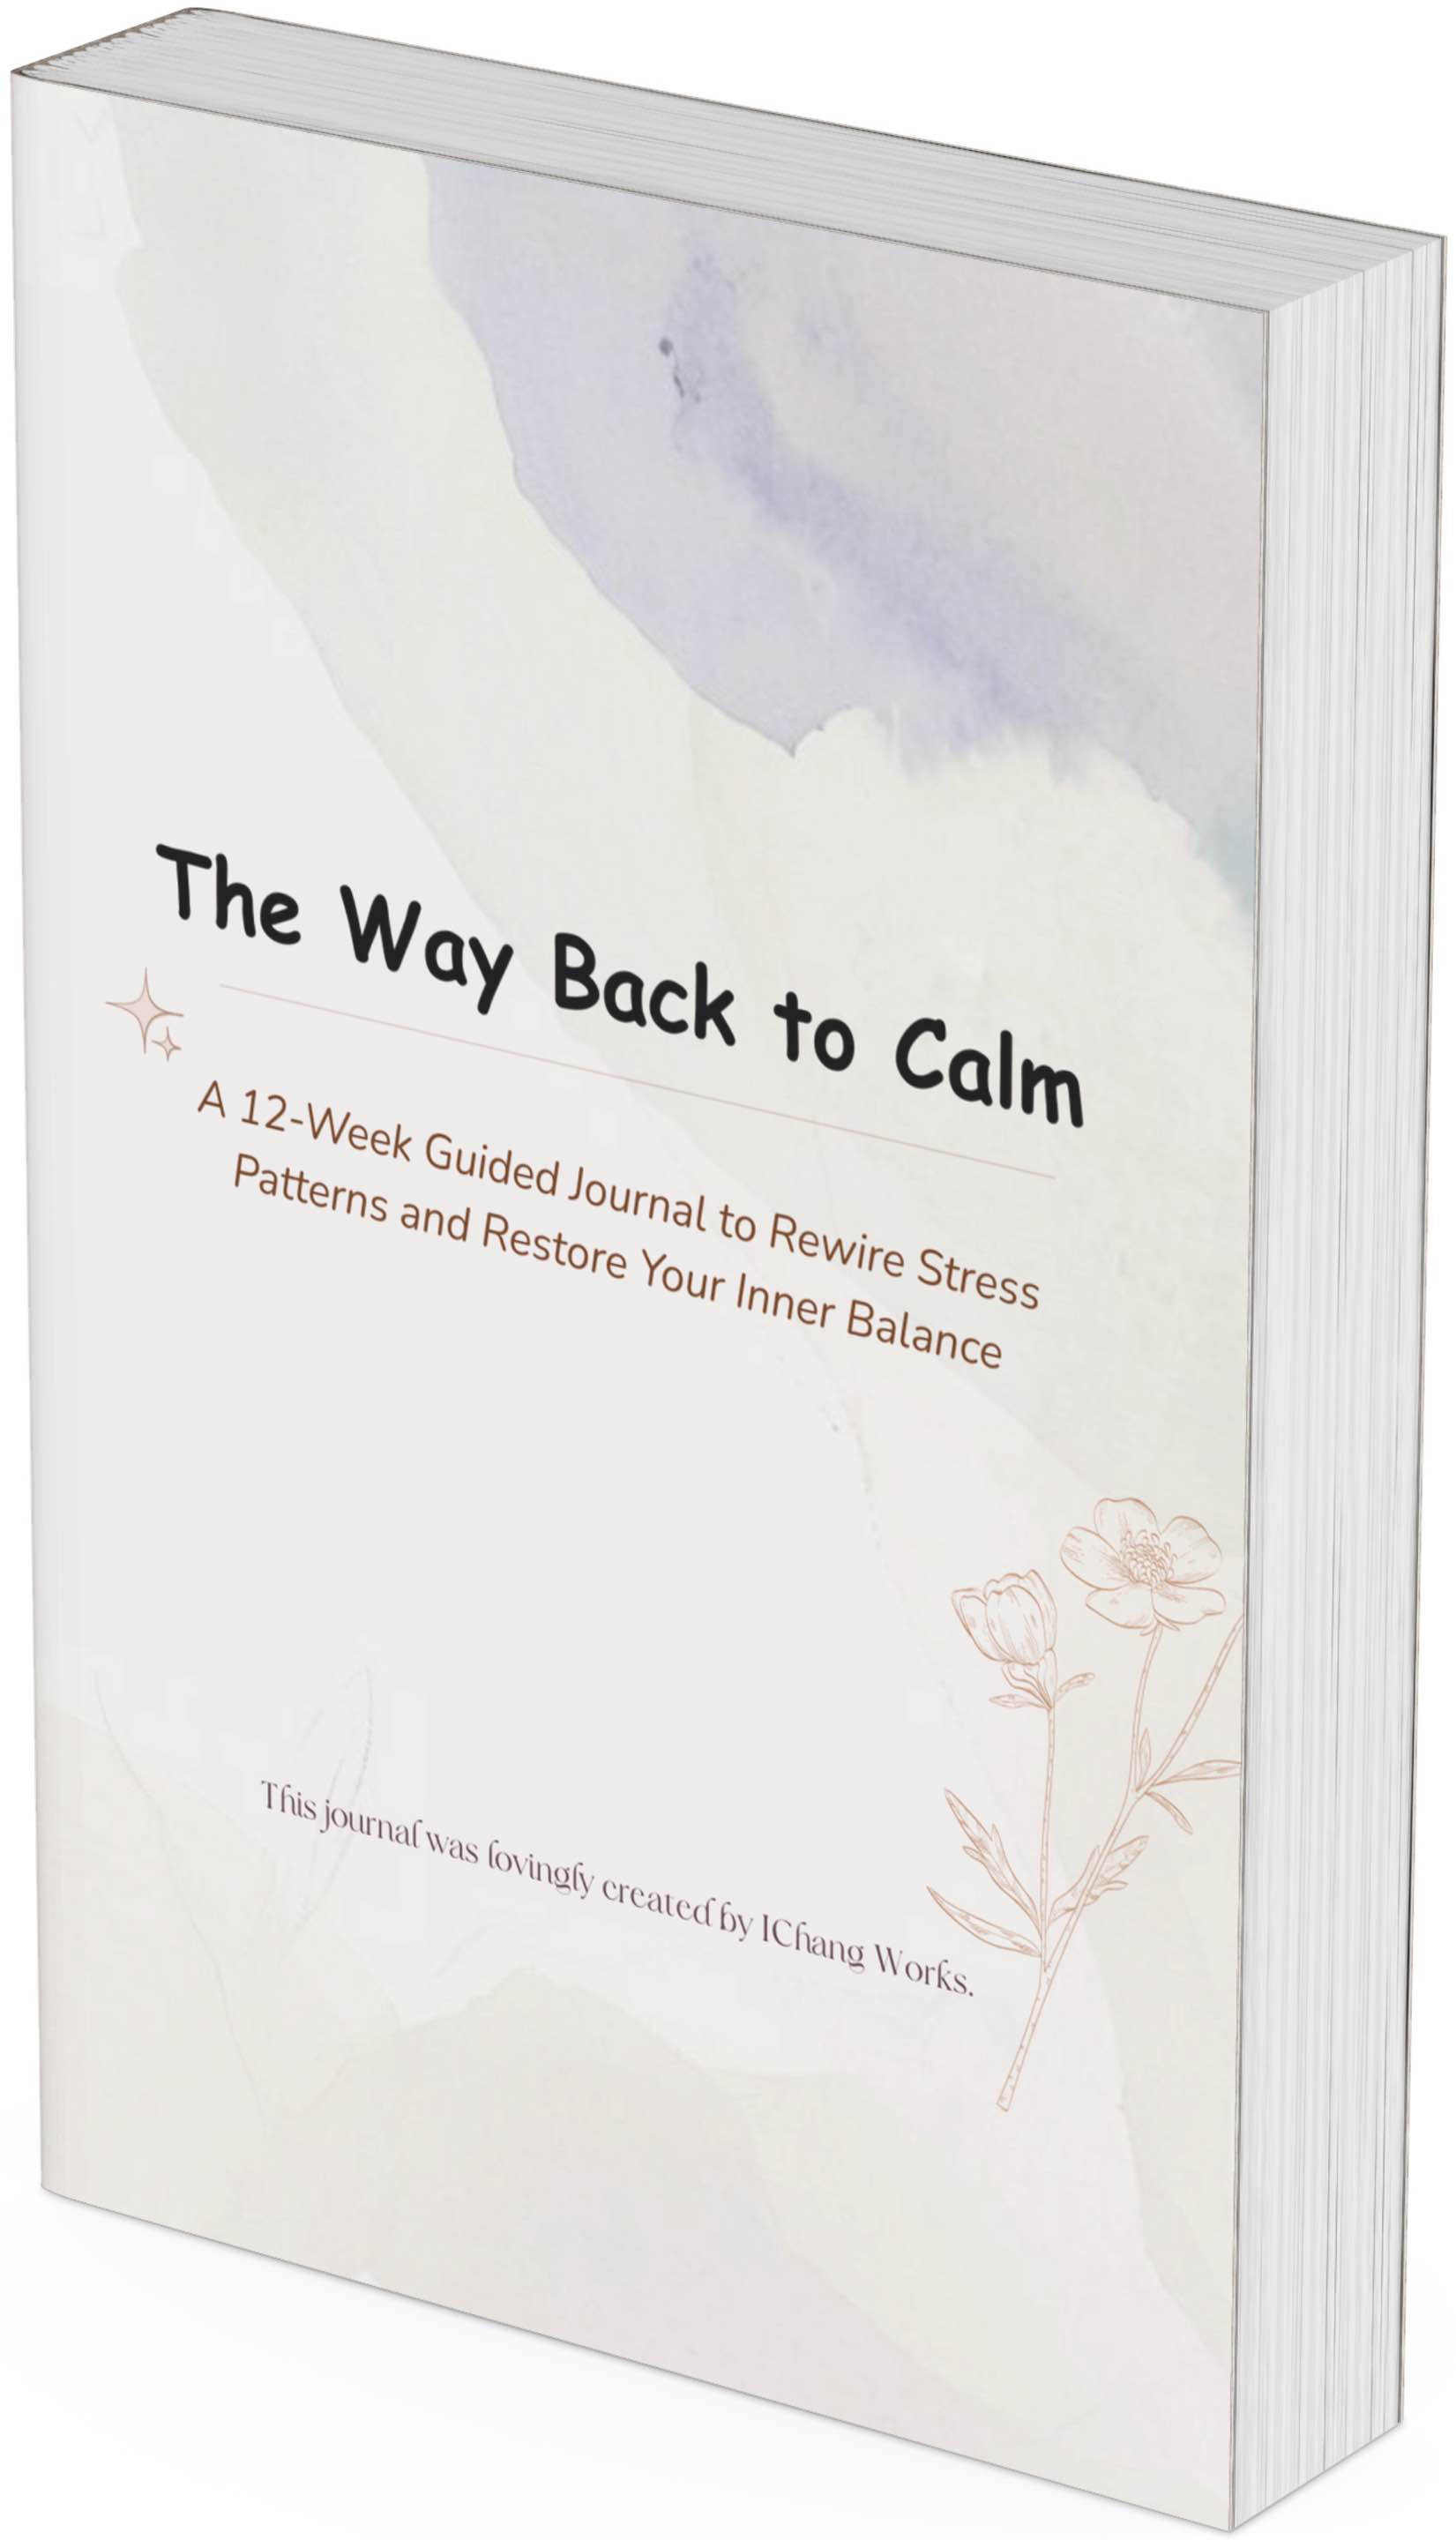 The Way Back to Calm
A 12-Week Guided Journal to Rewire Stress
Patterns and Restore Your Inner Balance
This journal was lovingly created by IChang Works.